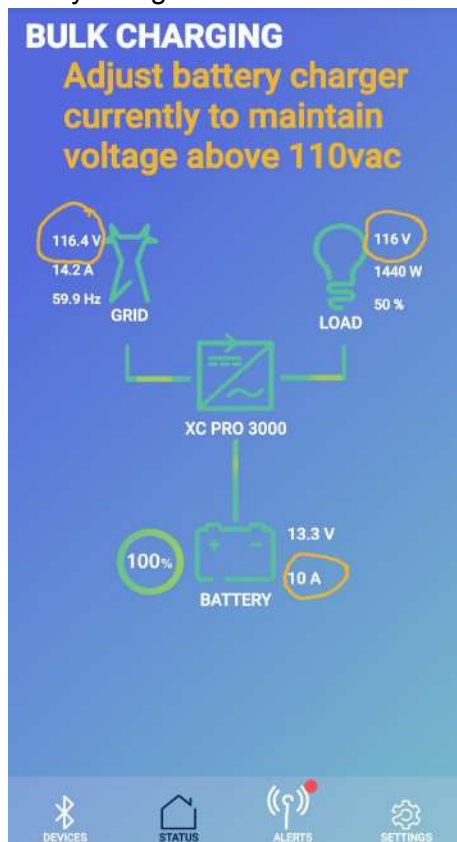 BULK CHARGING
Adjust battery charger
currently to maintain
voltage above 110vac
116.4 V
14.2 A
59.9 Hz
GRID
116 V
1440 W
50 %
LOAD
XC PRO 3000
100%
13.3 V
10 A
BATTERY
DEVICES
STATUS
ALERTS
SETTINGS